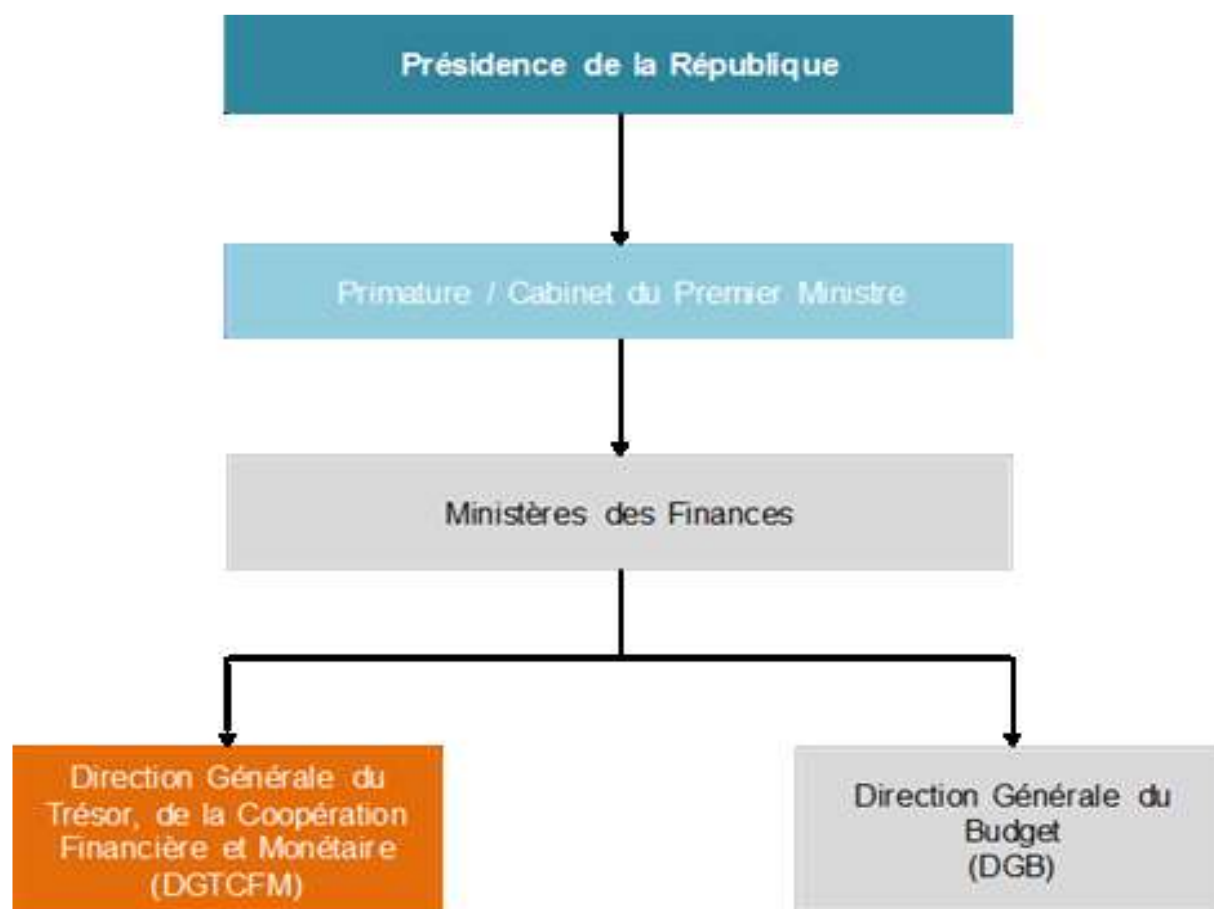 Présidence de la République
Primature / Cabinet du Premier Ministre
Ministères des Finances
Direction Générale du
Trésor, de la Coopération
Financière et Monétaire
(DGTCFM)
Direction Générale du
Budget
(DGB)